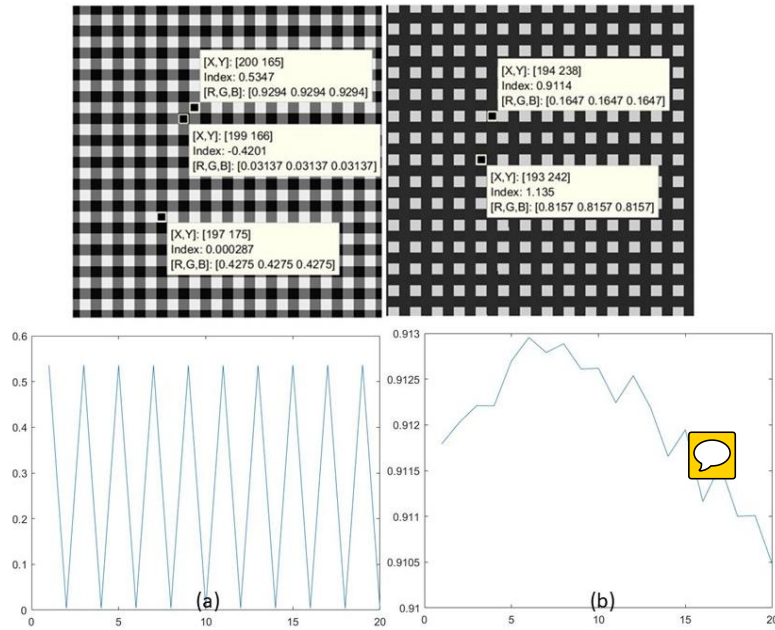 [X,Y]: [200 165]
Index: 0.5347
[R,G,B]: [0.9294 0.9294 0.9294]
[X,Y]: [199 166]
Index: -0.4201
[R,G,B]: [0.03137 0.03137 0.03137]
[X,Y]: [197 175]
Index: 0.000287
[R,G,B]: [0.4275 0.4275 0.4275]
[X,Y]: [194 238]
Index: 0.9114
[R,G,B]: [0.1647 0.1647 0.1647]
[X,Y]: [193 242]
Index: 1.135
[R,G,B]: [0.8157 0.8157 0.8157]
0.6
0.5
0.4
0.3
0.2
0.1
0
0 5 10 15 20
(a)
0.913
0.9125
0.912
0.9115
0.911
0.9105
0.91
0 5 10 15 20
(b)